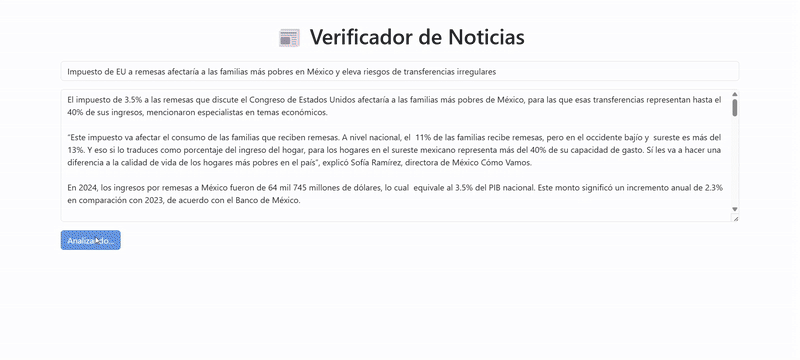 Verificador de Noticias
Impuesto de EU a remesas afectaría a las familias más pobres en México y eleva riesgos de transferencias irregulares
El impuesto de 3.5% a las remesas que discute el Congreso de Estados Unidos afectaría a las familias más pobres de México, para las que esas transferencias representan hasta el
40% de sus ingresos, mencionaron especialistas en temas económicos.
"Este impuesto va afectar el consumo de las familias que reciben remesas. A nivel nacional, el 11% de las familias recibe remesas, pero en el occidente bajío y sureste es más del
13%. Y eso si lo traduces como porcentaje del ingreso del hogar, para los hogares en el sureste mexicano representa más del 40% de su capacidad de gasto. Sí les va a hacer una
diferencia a la calidad de vida de los hogares más pobres en el país", explicó Sofía Ramírez, directora de México Cómo Vamos.
En 2024, los ingresos por remesas a México fueron de 64 mil 745 millones de dólares, lo cual equivale al 3.5% del PIB nacional. Este monto significó un incremento anual de 2.3%
en comparación con 2023, de acuerdo con el Banco de México.
Analizando...